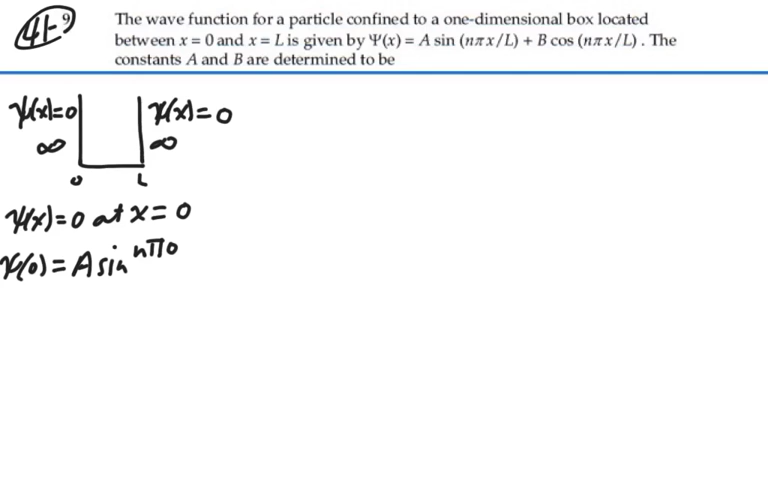 41-9
The wave function for a particle confined to a one-dimensional box located
between x = 0 and x = L is given by Ψ(x) = A sin (nπx/L) + B cos (nπx/L) . The
constants A and B are determined to be
ψ(x)=0 ψ(x)=0
∞ ∞
0 L
ψ(x)=0 at x=0
ψ(0)= A sin nπ0